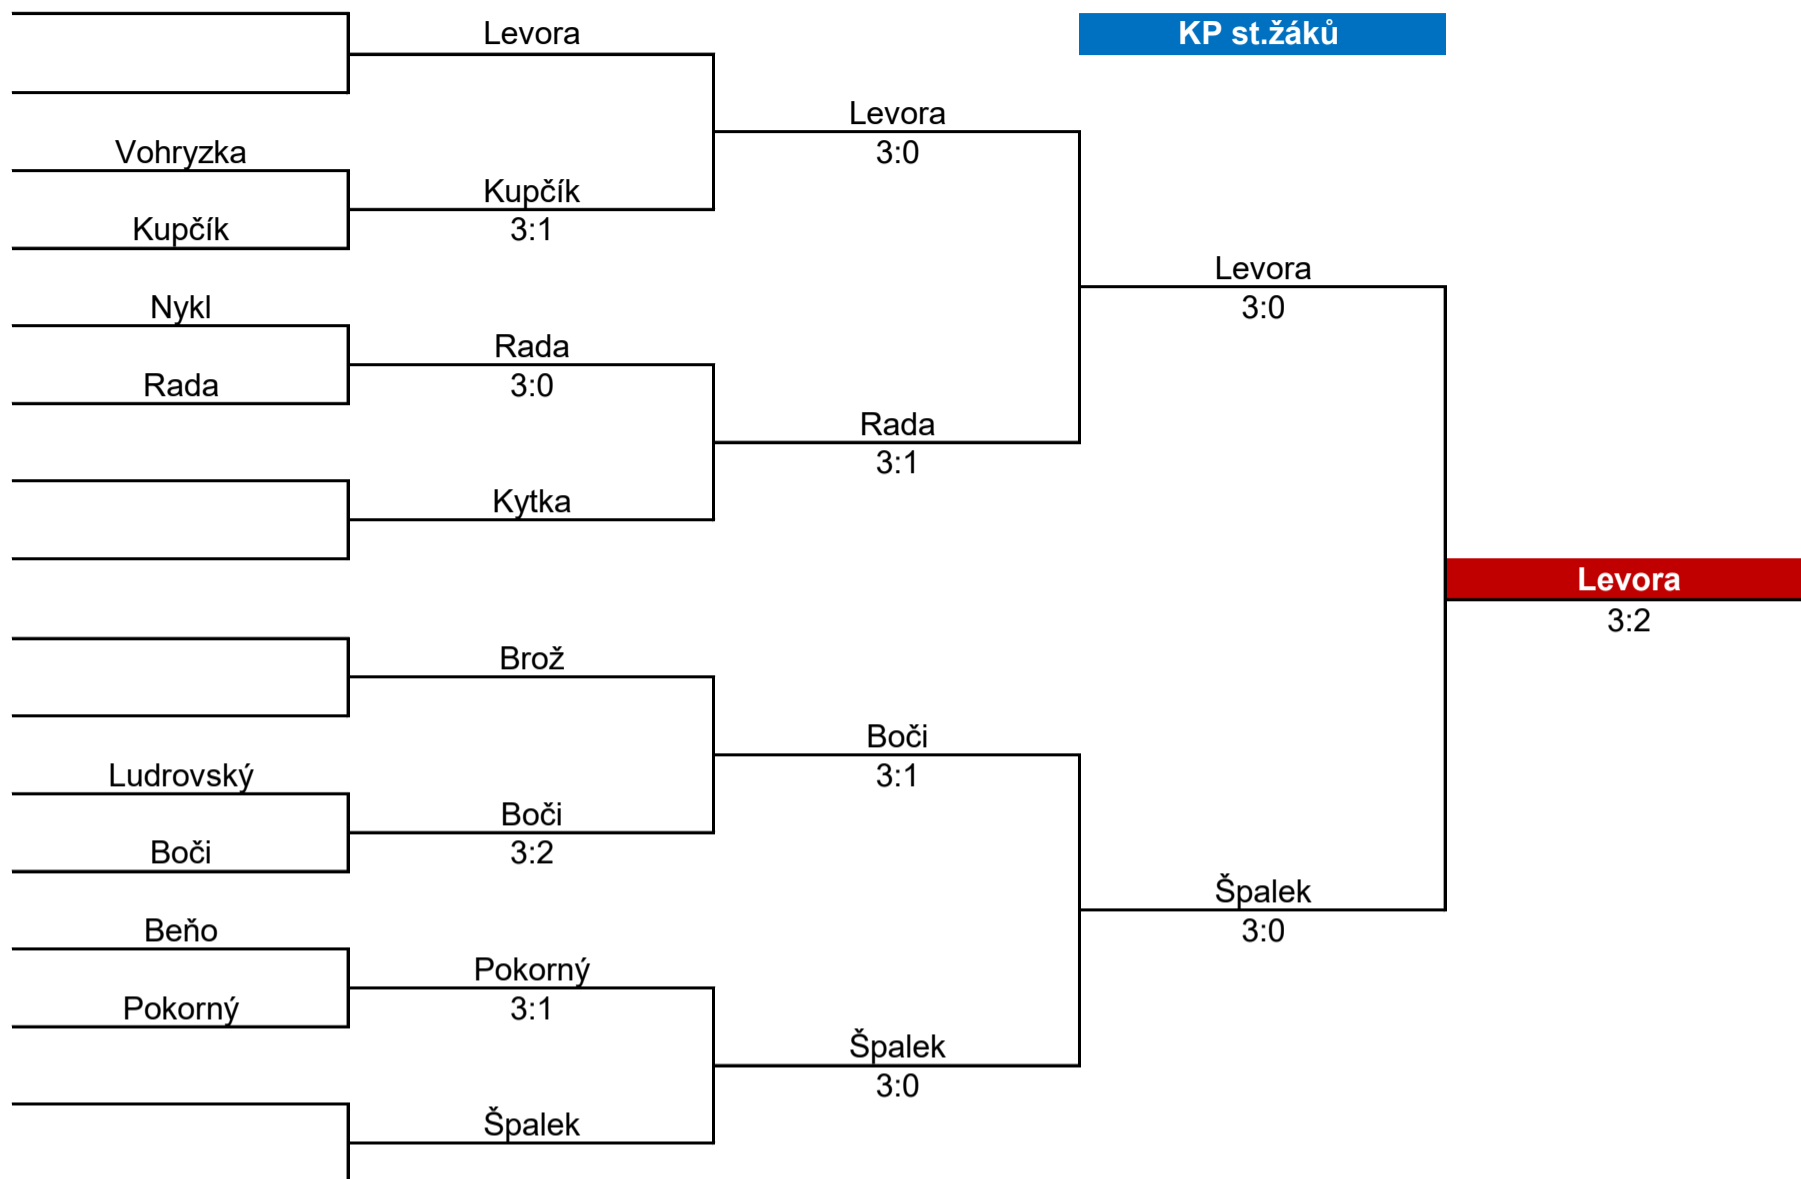 Levora
KP st.žáků
Levora
3:0
Vohryzka
Kupčík
3:1
Kupčík
Levora
3:0
Nykl
Rada
3:0
Rada
Rada
3:1
Kytka
Levora
3:2
Brož
Boči
3:1
Ludrovský
Boči
3:2
Boči
Špalek
3:0
Beňo
Pokorný
3:1
Pokorný
Špalek
3:0
Špalek